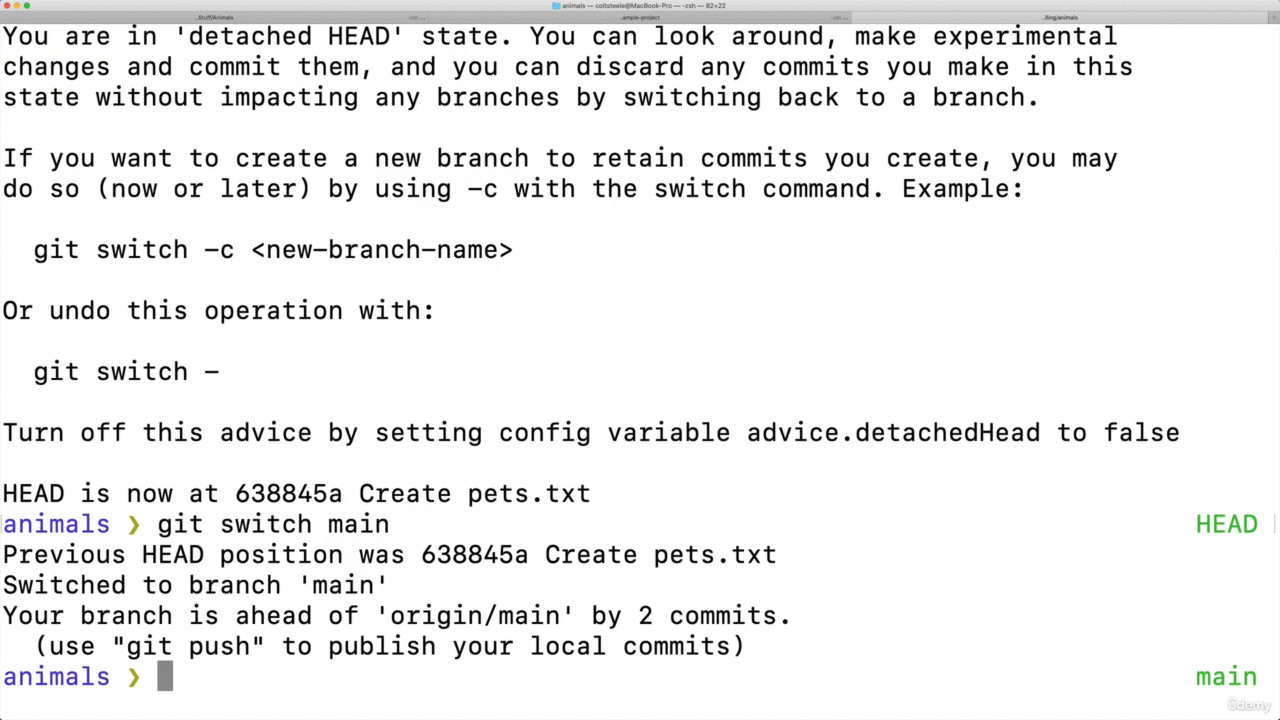 animals — coltsteele@MacBook-Pro — -zsh — 82×22
..Stuff/Animals -zsh ... ..ample-project -zsh ... ..lling/animals
You are in 'detached HEAD' state. You can look around, make experimental
changes and commit them, and you can discard any commits you make in this
state without impacting any branches by switching back to a branch.
If you want to create a new branch to retain commits you create, you may
do so (now or later) by using -c with the switch command. Example:
git switch -c <new-branch-name>
Or undo this operation with:
git switch -
Turn off this advice by setting config variable advice.detachedHead to false
HEAD is now at 638845a Create pets.txt
animals ❯ git switch main HEAD
Previous HEAD position was 638845a Create pets.txt
Switched to branch 'main'
Your branch is ahead of 'origin/main' by 2 commits.
(use "git push" to publish your local commits)
animals ❯ main
ûdemy